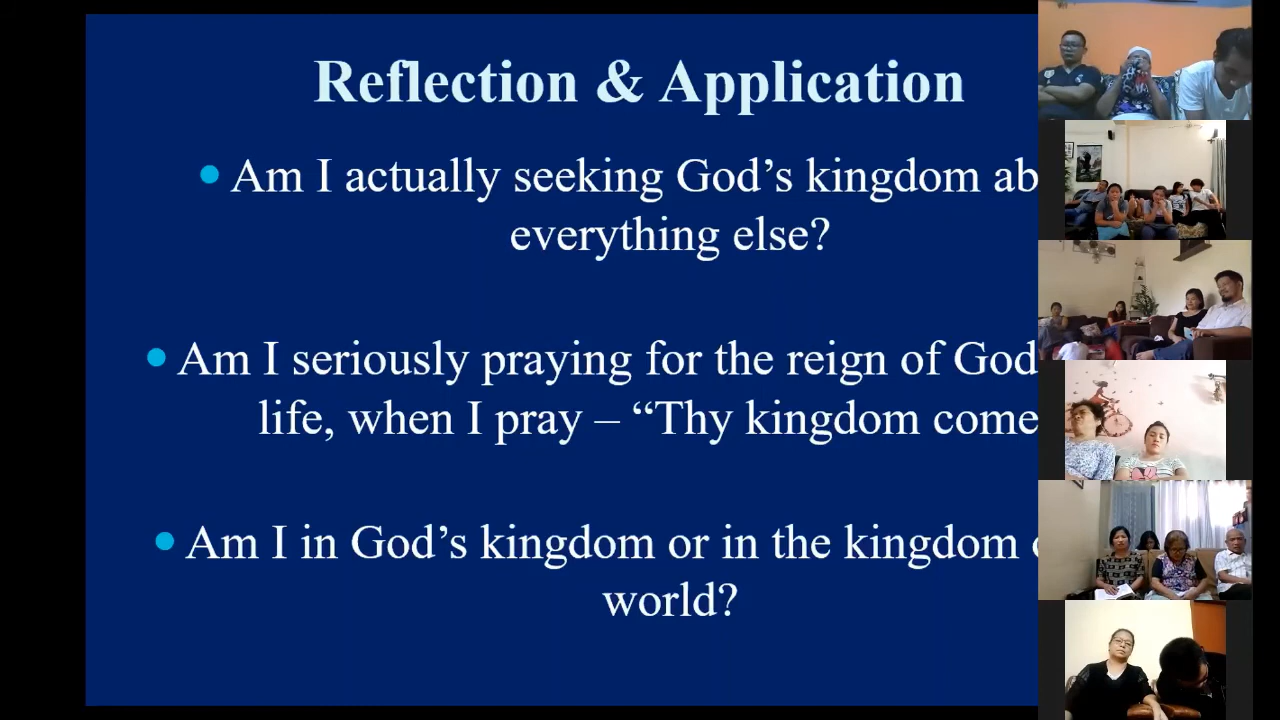 Reflection & Application
• Am I actually seeking God’s kingdom ab
everything else?
• Am I seriously praying for the reign of God
life, when I pray – “Thy kingdom come
• Am I in God’s kingdom or in the kingdom
world?